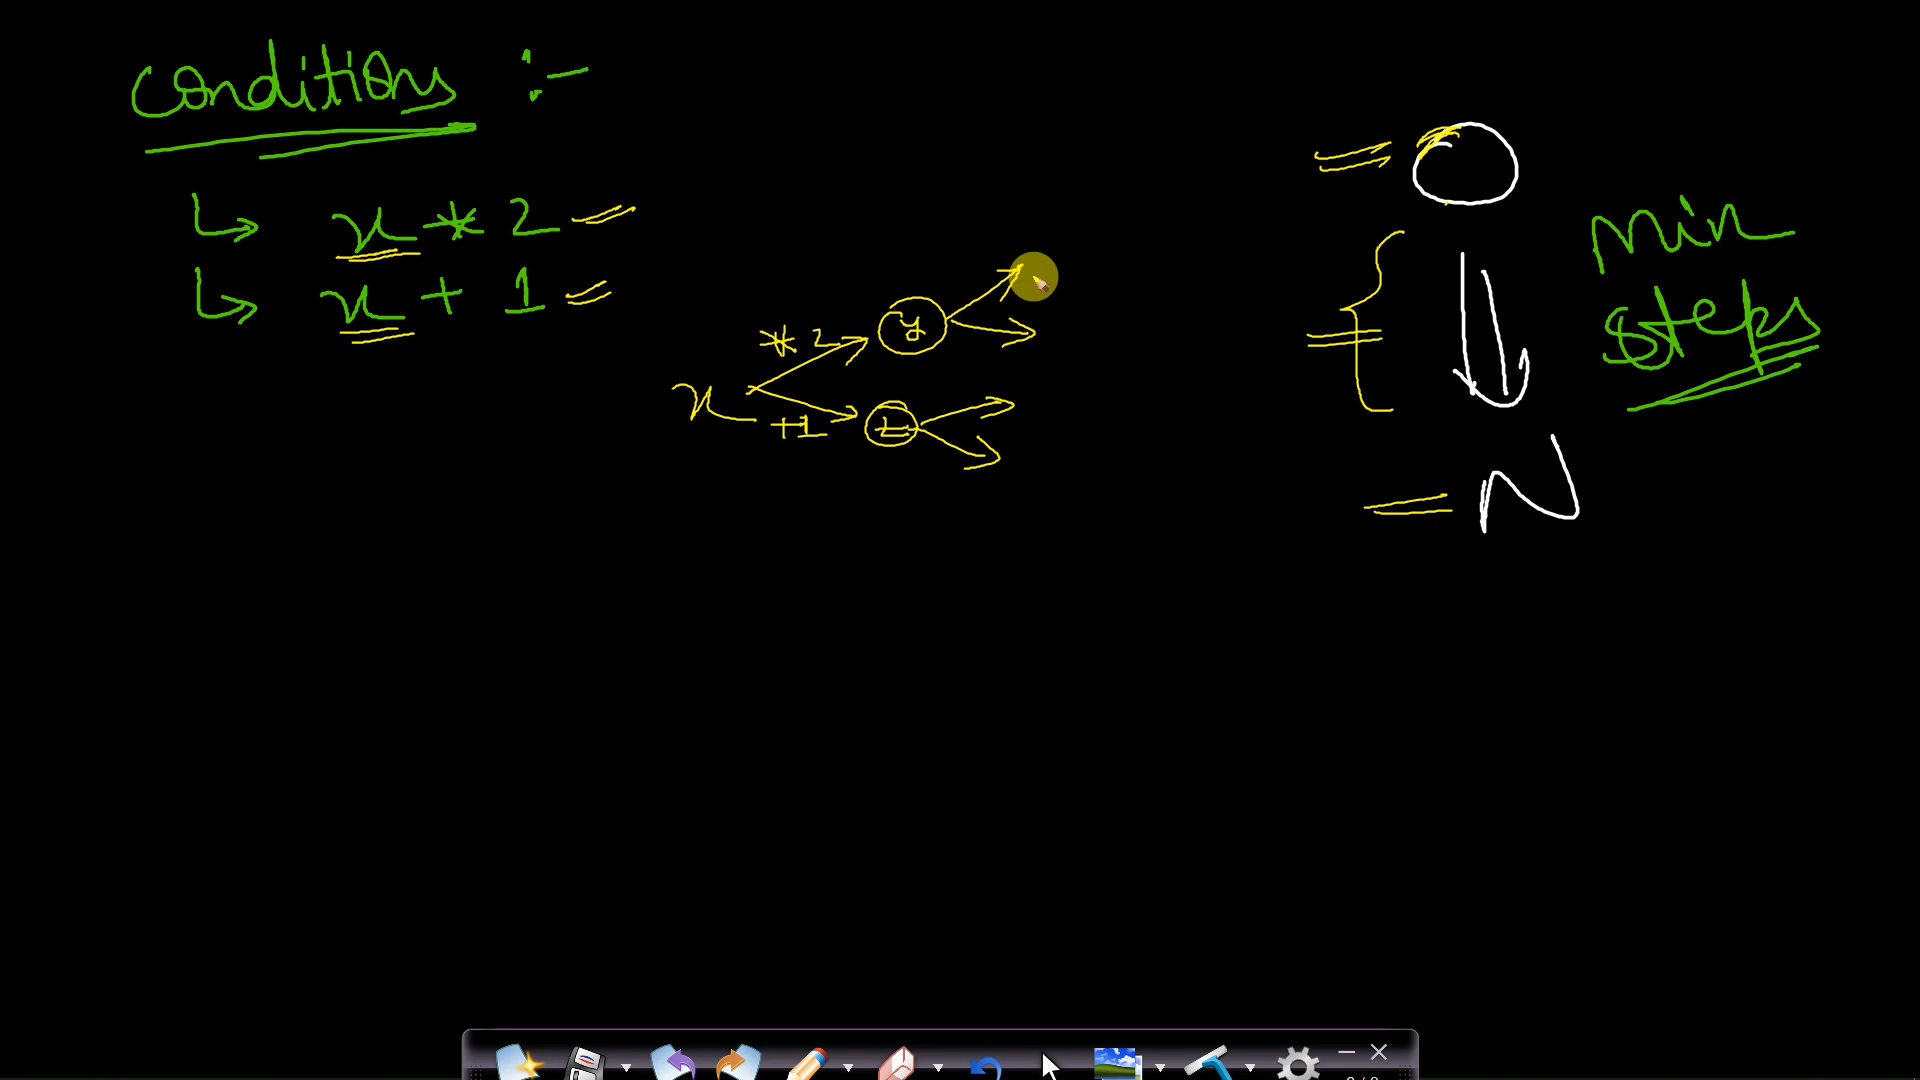 Conditions :-
↳ x * 2
↳ x + 1
* 2
y
x
+1
z
0
Min
steps
N